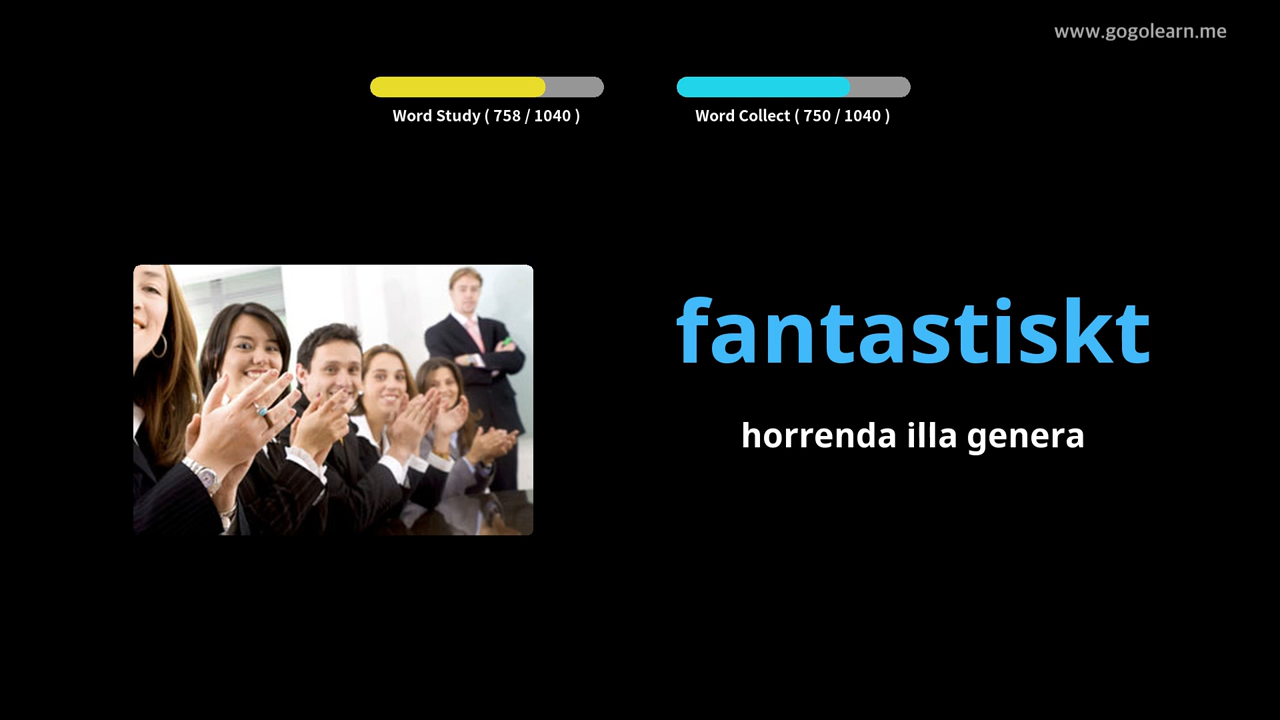 www.gogolearn.me
Word Study ( 758 / 1040 )
Word Collect ( 750 / 1040 )
fantastiskt
horrenda illa genera